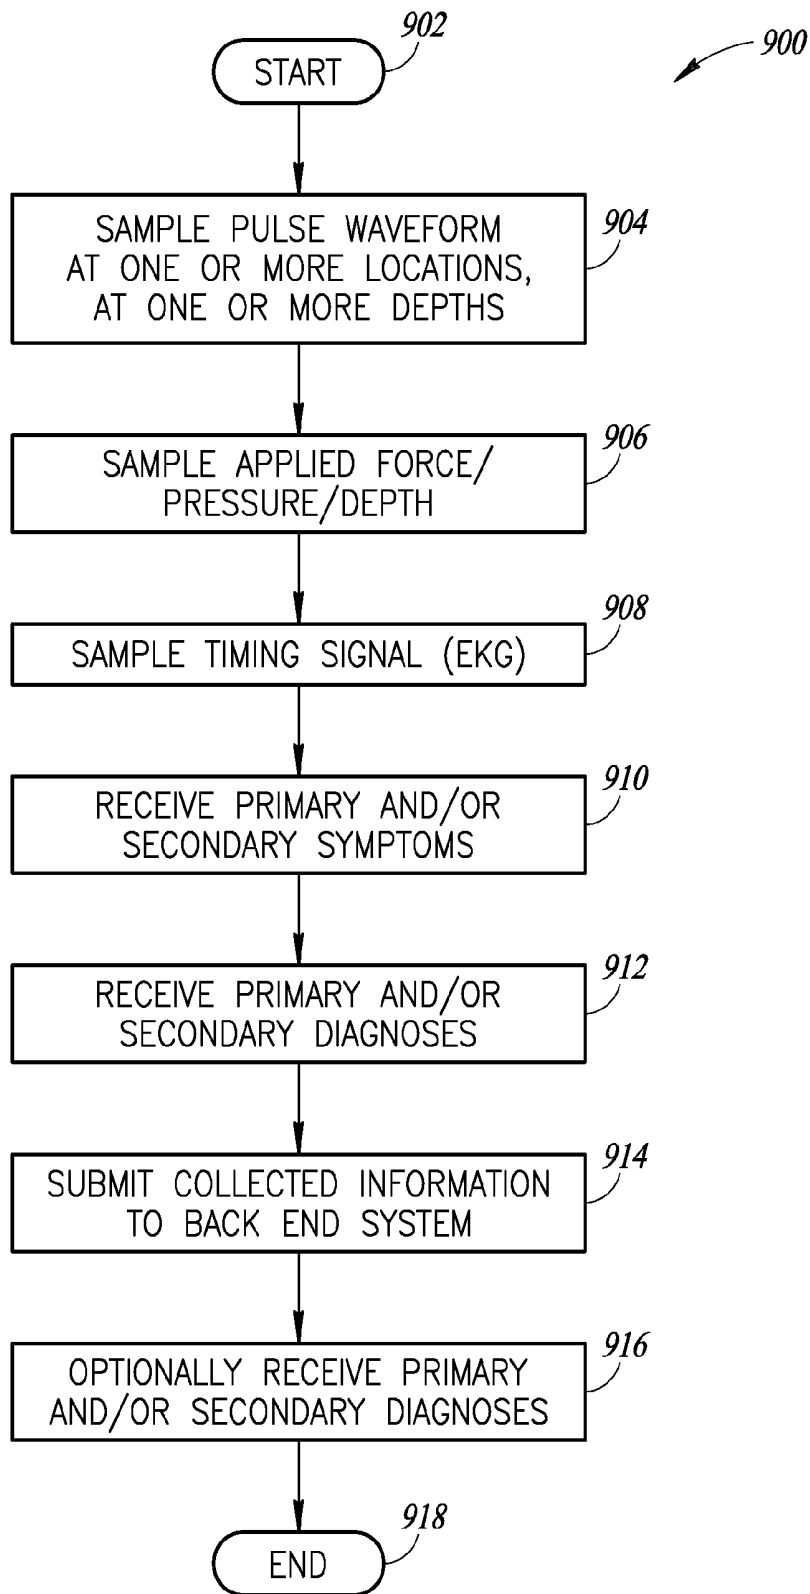 902
900
START
904
SAMPLE PULSE WAVEFORM
AT ONE OR MORE LOCATIONS,
AT ONE OR MORE DEPTHS
906
SAMPLE APPLIED FORCE/
PRESSURE/DEPTH
908
SAMPLE TIMING SIGNAL (EKG)
910
RECEIVE PRIMARY AND/OR
SECONDARY SYMPTOMS
912
RECEIVE PRIMARY AND/OR
SECONDARY DIAGNOSES
914
SUBMIT COLLECTED INFORMATION
TO BACK END SYSTEM
916
OPTIONALLY RECEIVE PRIMARY
AND/OR SECONDARY DIAGNOSES
918
END